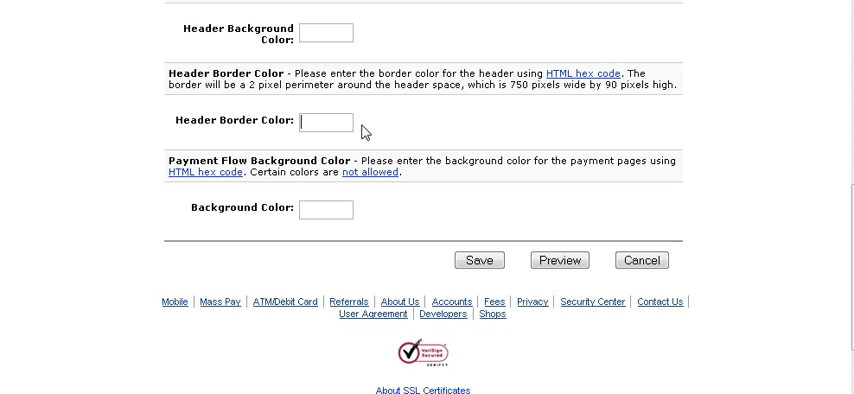 Header Background
Color:
Header Border Color - Please enter the border color for the header using HTML hex code. The
border will be a 2 pixel perimeter around the header space, which is 750 pixels wide by 90 pixels high.
Header Border Color:
Payment Flow Background Color - Please enter the background color for the payment pages using
HTML hex code. Certain colors are not allowed.
Background Color:
Save Preview Cancel
Mobile | Mass Pay | ATM/Debit Card | Referrals | About Us | Accounts | Fees | Privacy | Security Center | Contact Us |
User Agreement | Developers | Shops
VeriSign
Secured
VERIFY
About SSL Certificates